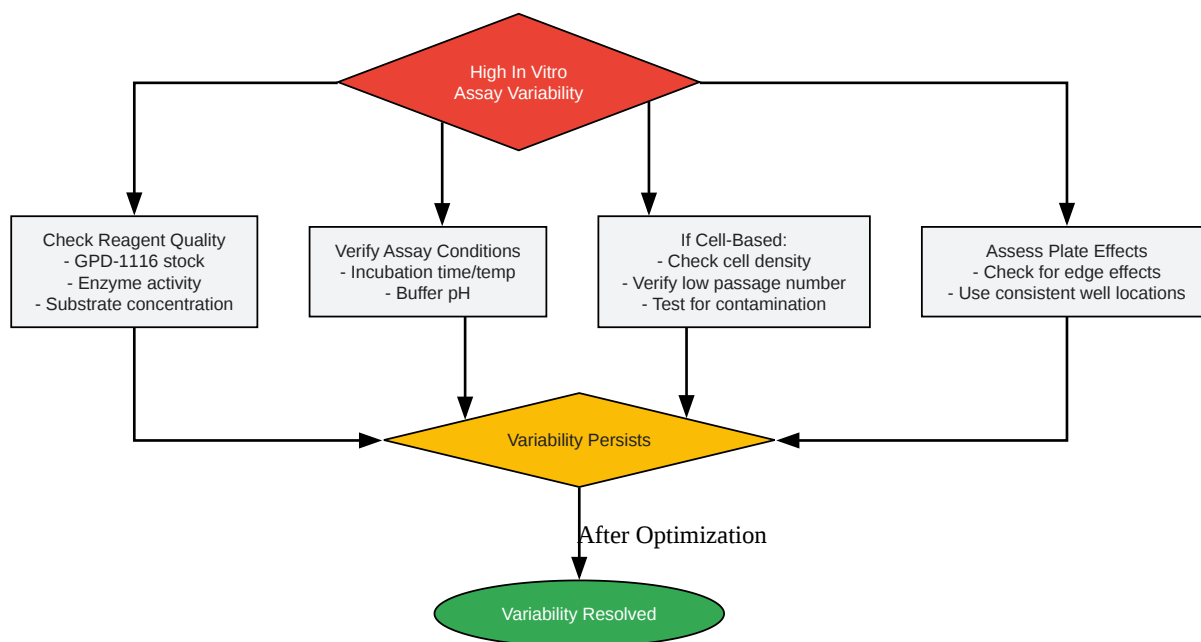 High In Vitro
Assay Variability
Check Reagent Quality
- GPD-1116 stock
- Enzyme activity
- Substrate concentration
Verify Assay Conditions
- Incubation time/temp
- Buffer pH
If Cell-Based:
- Check cell density
- Verify low passage number
- Test for contamination
Assess Plate Effects
- Check for edge effects
- Use consistent well locations
Variability Persists
After Optimization
Variability Resolved